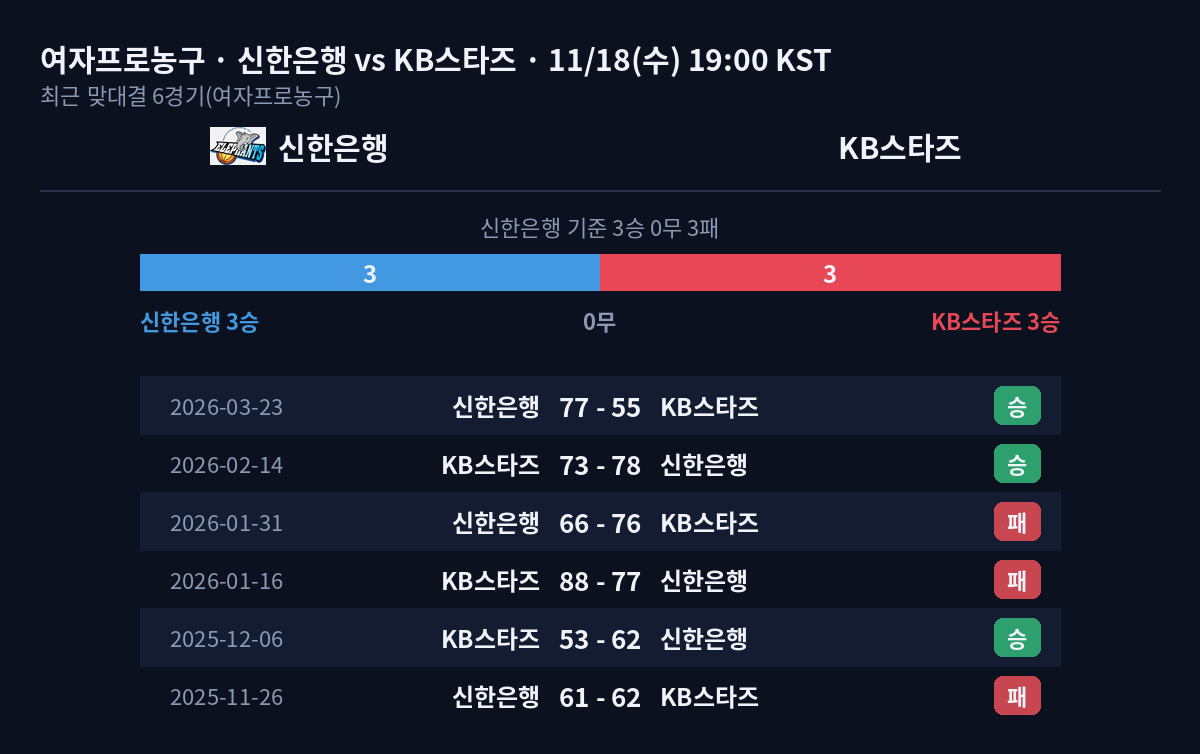 여자프로농구 · 신한은행 vs KB스타즈 · 11/18(수) 19:00 KST
최근 맞대결 6경기(여자프로농구)
ELEPHANTS 신한은행 KB스타즈
신한은행 기준 3승 0무 3패
3 3
신한은행 3승 0무 KB스타즈 3승
2026-03-23 신한은행 77 - 55 KB스타즈 승
2026-02-14 KB스타즈 73 - 78 신한은행 승
2026-01-31 신한은행 66 - 76 KB스타즈 패
2026-01-16 KB스타즈 88 - 77 신한은행 패
2025-12-06 KB스타즈 53 - 62 신한은행 승
2025-11-26 신한은행 61 - 62 KB스타즈 패